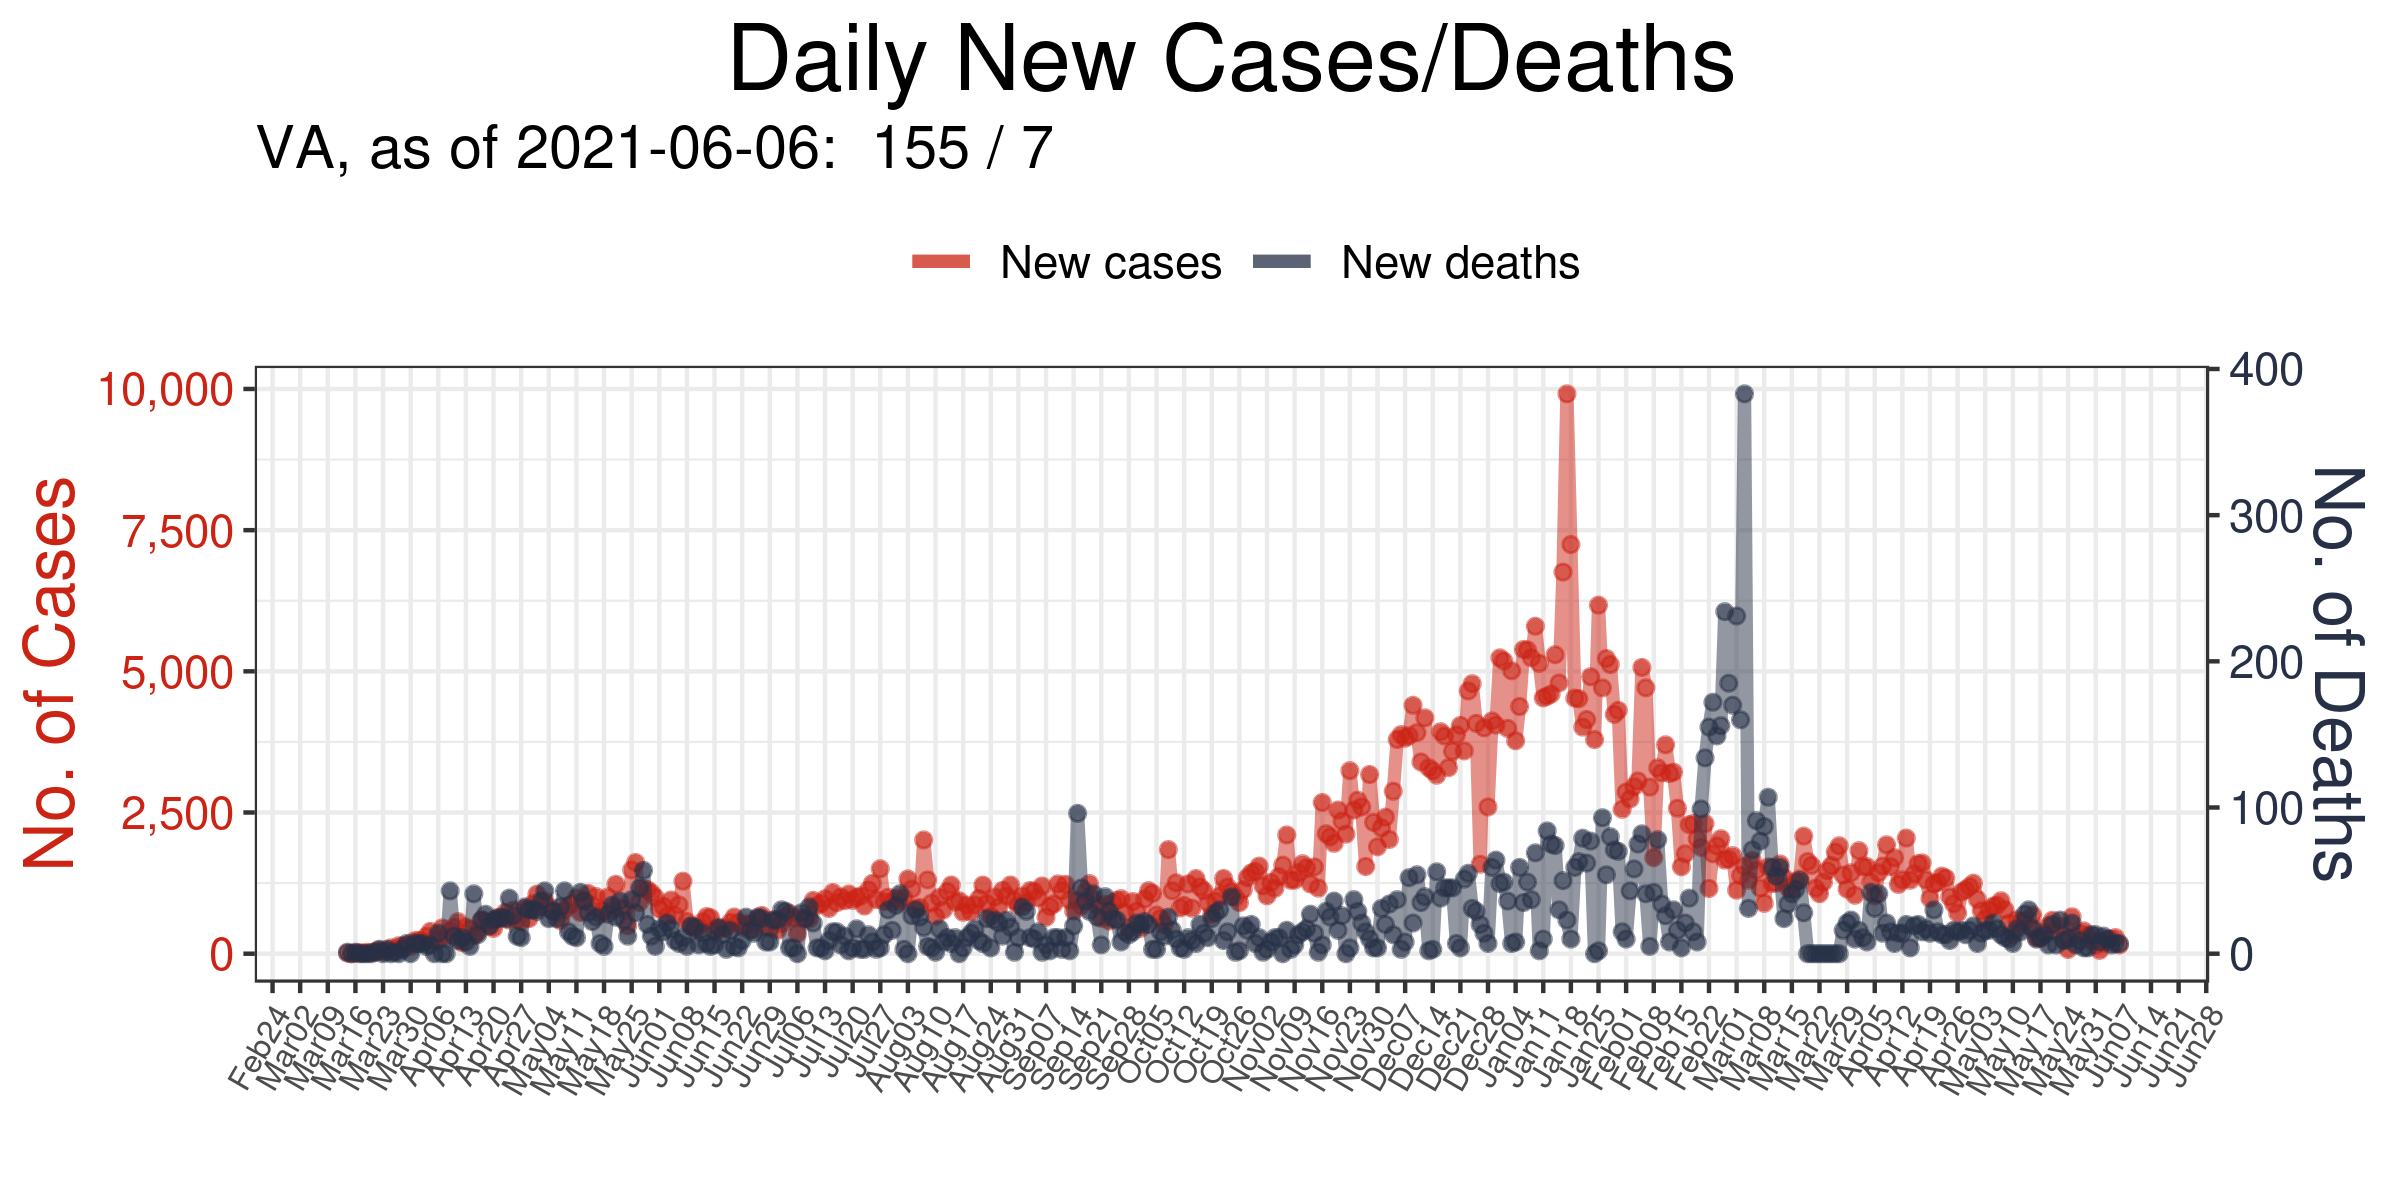 Daily New Cases/Deaths
VA, as of 2021-06-06:  155 / 7
New cases
New deaths
No. of Cases
10,000
7,500
5,000
2,500
0
400
300
200
100
0
No. of Deaths
Feb24
Mar02
Mar09
Mar16
Mar23
Mar30
Apr06
Apr13
Apr20
Apr27
May04
May11
May18
May25
Jun01
Jun08
Jun15
Jun22
Jun29
Jul06
Jul13
Jul20
Jul27
Aug03
Aug10
Aug17
Aug24
Aug31
Sep07
Sep14
Sep21
Sep28
Oct05
Oct12
Oct19
Oct26
Nov02
Nov09
Nov16
Nov23
Nov30
Dec07
Dec14
Dec21
Dec28
Jan04
Jan11
Jan18
Jan25
Feb01
Feb08
Feb15
Feb22
Mar01
Mar08
Mar15
Mar22
Mar29
Apr05
Apr12
Apr19
Apr26
May03
May10
May17
May24
May31
Jun07
Jun14
Jun21
Jun28